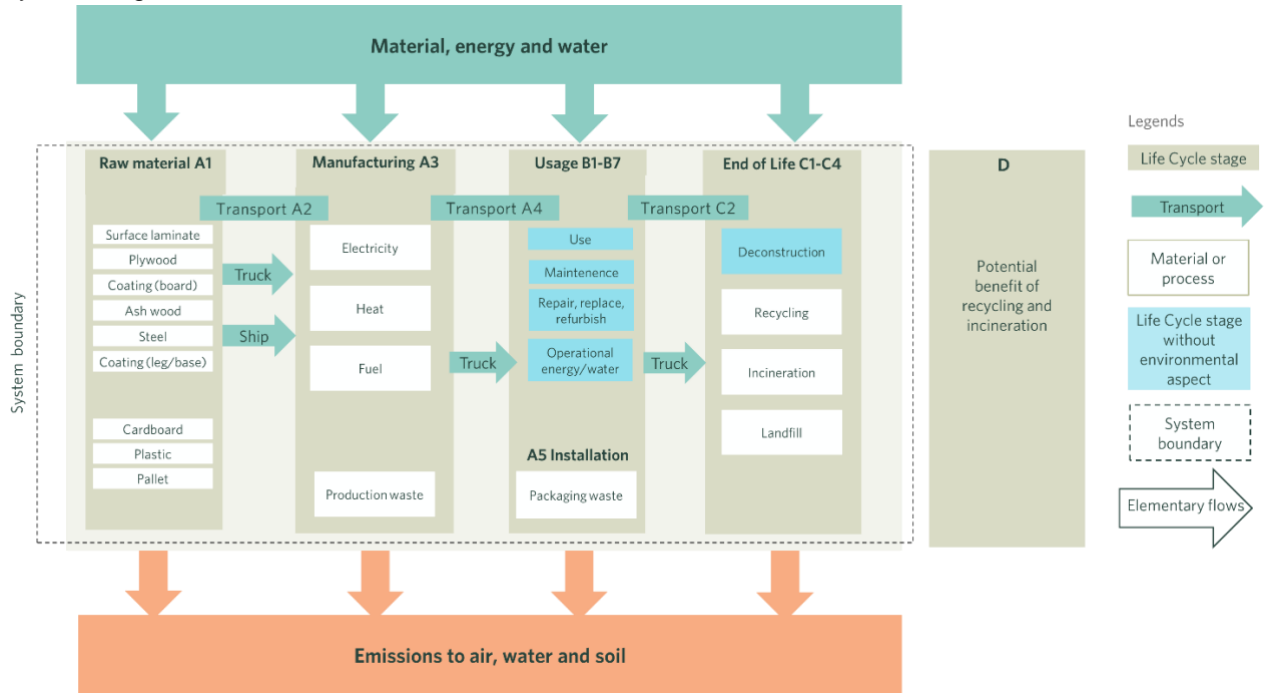 Material, energy and water
System boundary
Raw material A1
Transport A2
Surface laminate
Plywood
Coating (board)
Ash wood
Steel
Coating (leg/base)
Cardboard
Plastic
Pallet
Truck
Ship
Manufacturing A3
Transport A4
Electricity
Heat
Fuel
Production waste
Truck
Usage B1-B7
Transport C2
Use
Maintenence
Repair, replace,
refurbish
Operational
energy/water
A5 Installation
Packaging waste
Truck
End of Life C1-C4
Deconstruction
Recycling
Incineration
Landfill
D
Potential
benefit of
recycling and
incineration
Legends
Life Cycle stage
Transport
Material or
process
Life Cycle stage
without
environmental
aspect
System
boundary
Elementary flows
Emissions to air, water and soil